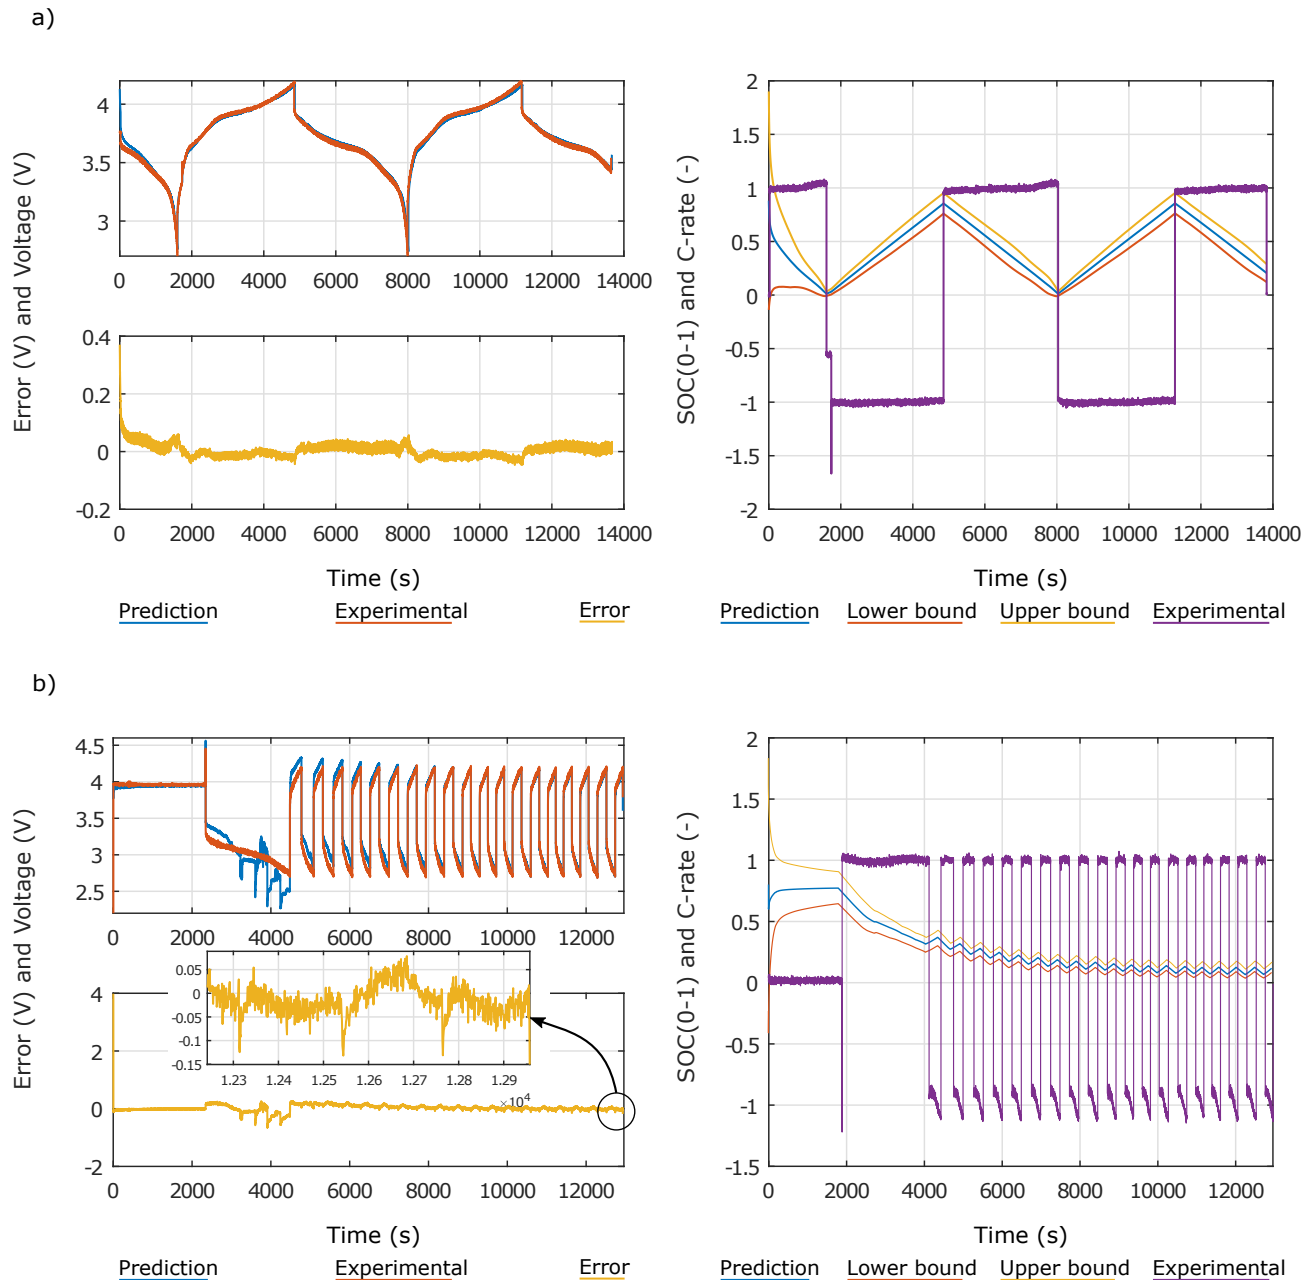 a)
Error (V) and Voltage (V)
4
3.5
3
0 2000 4000 6000 8000 10000 12000 14000
0.4
0.2
0
-0.2
0 2000 4000 6000 8000 10000 12000 14000
Time (s)
Prediction Experimental Error
SOC(0-1) and C-rate (-)
2
1.5
1
0.5
0
-0.5
-1
-1.5
-2
0 2000 4000 6000 8000 10000 12000 14000
Time (s)
Prediction Lower bound Upper bound Experimental
b)
Error (V) and Voltage (V)
4.5
4
3.5
3
2.5
0 2000 4000 6000 8000 10000 12000
4
2
0
-2
0.05
0
-0.05
-0.1
-0.15
1.23 1.24 1.25 1.26 1.27 1.28 1.29
×10⁴
0 2000 4000 6000 8000 10000 12000
Time (s)
Prediction Experimental Error
SOC(0-1) and C-rate (-)
2
1.5
1
0.5
0
-0.5
-1
-1.5
0 2000 4000 6000 8000 10000 12000
Time (s)
Prediction Lower bound Upper bound Experimental